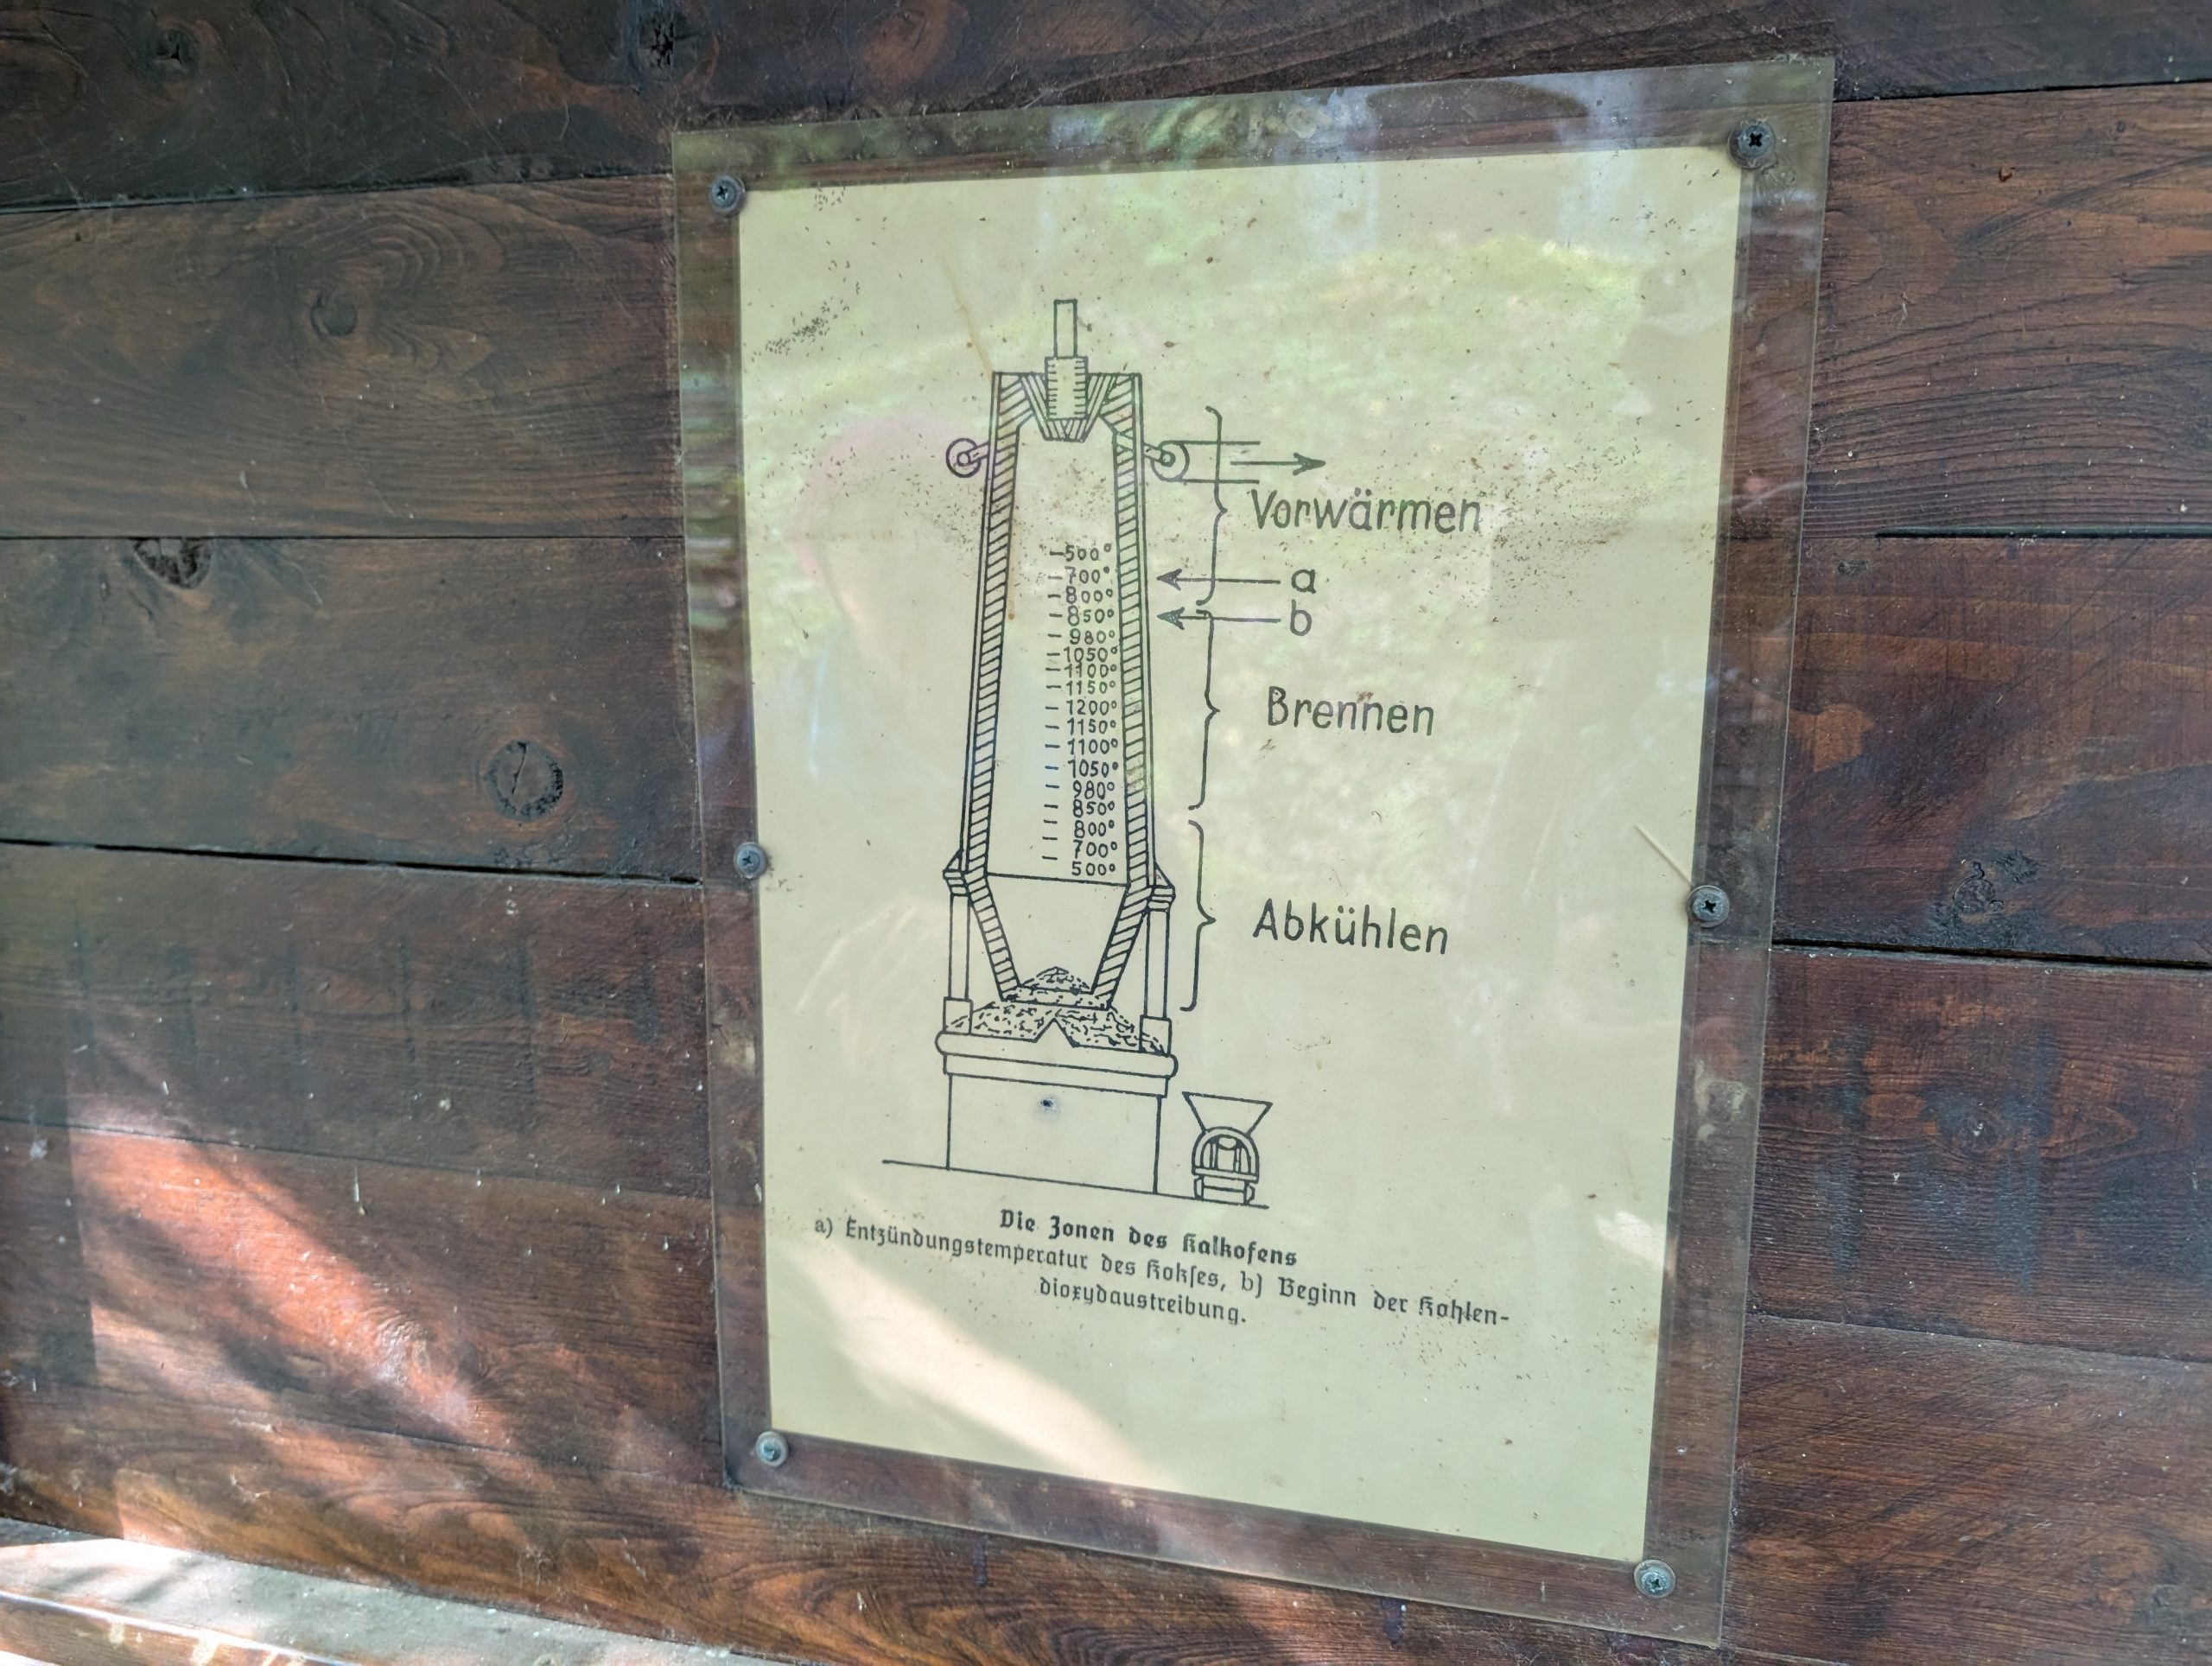 Vorwärmen
500°
700°
a
800°
850°
b
980°
1050°
1100°
1150°
1200°
Brennen
1150°
1100°
1050°
980°
850°
800°
700°
500°
Abkühlen
Die Zonen des Kalkofens
a) Entzündungstemperatur des Kokſes, b) Beginn der Kohlen-
dioxydaustreibung.